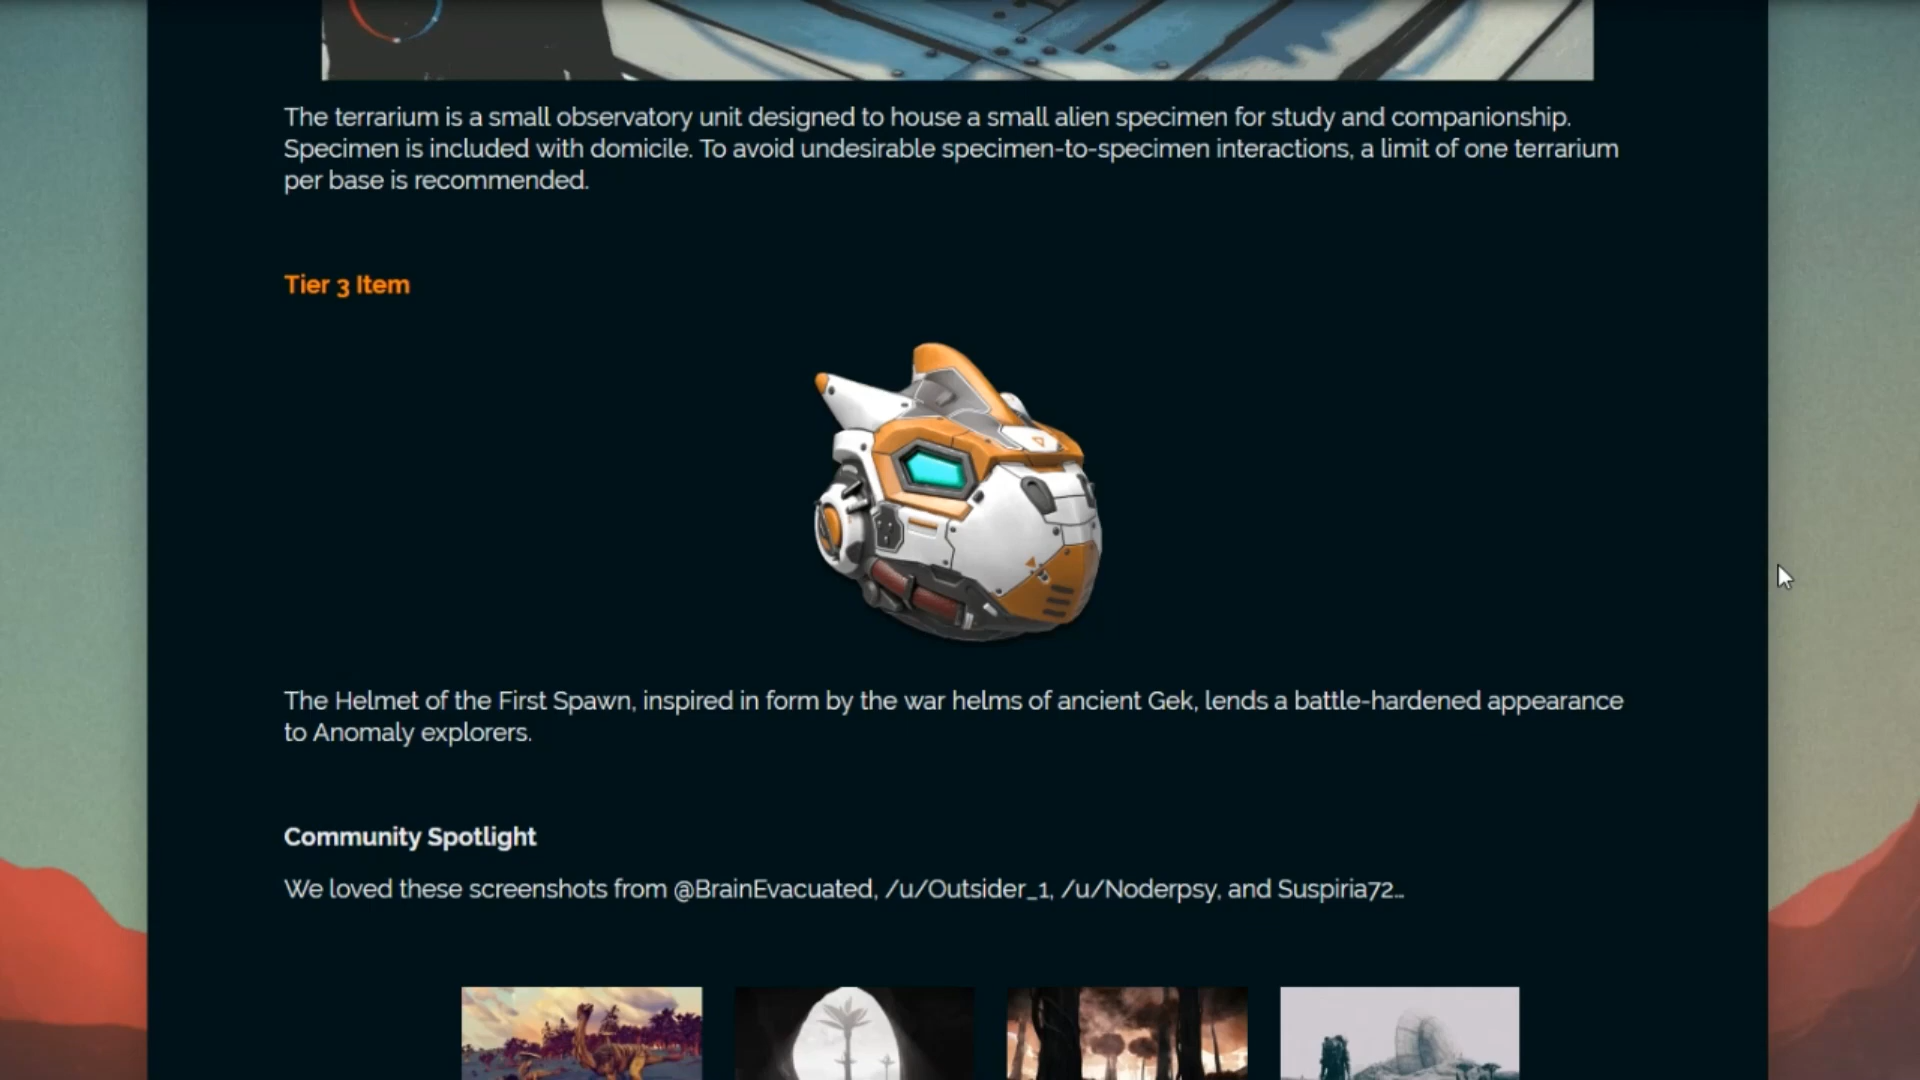 The terrarium is a small observatory unit designed to house a small alien specimen for study and companionship.
Specimen is included with domicile. To avoid undesirable specimen-to-specimen interactions, a limit of one terrarium
per base is recommended.
Tier 3 Item
The Helmet of the First Spawn, inspired in form by the war helms of ancient Gek, lends a battle-hardened appearance
to Anomaly explorers.
Community Spotlight
We loved these screenshots from @BrainEvacuated, /u/Outsider_1, /u/Noderpsy, and Suspiria72…